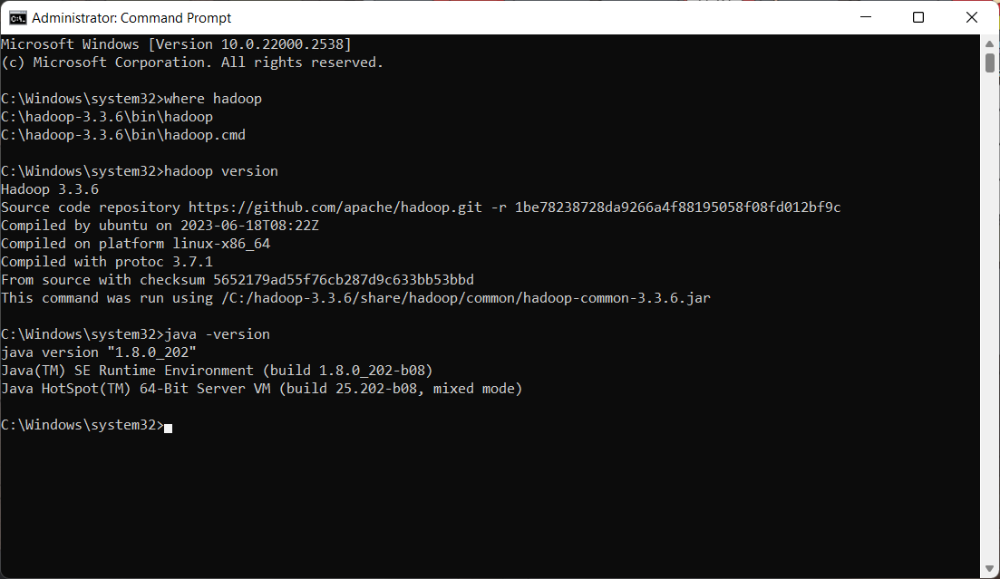 Administrator: Command Prompt
Microsoft Windows [Version 10.0.22000.2538]
(c) Microsoft Corporation. All rights reserved.
C:\Windows\system32>where hadoop
C:\hadoop-3.3.6\bin\hadoop
C:\hadoop-3.3.6\bin\hadoop.cmd
C:\Windows\system32>hadoop version
Hadoop 3.3.6
Source code repository https://github.com/apache/hadoop.git -r 1be78238728da9266a4f88195058f08fd012bf9c
Compiled by ubuntu on 2023-06-18T08:22Z
Compiled on platform linux-x86_64
Compiled with protoc 3.7.1
From source with checksum 5652179ad55f76cb287d9c633bb53bbd
This command was run using /C:/hadoop-3.3.6/share/hadoop/common/hadoop-common-3.3.6.jar
C:\Windows\system32>java -version
java version "1.8.0_202"
Java(TM) SE Runtime Environment (build 1.8.0_202-b08)
Java HotSpot(TM) 64-Bit Server VM (build 25.202-b08, mixed mode)
C:\Windows\system32>